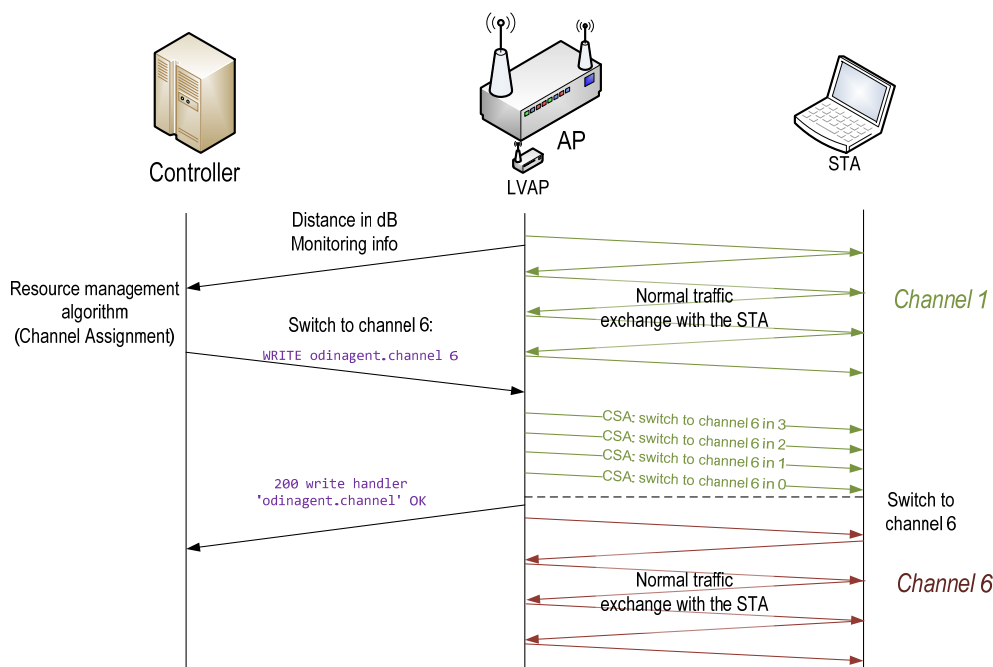 Controller
AP
LVAP
STA
Distance in dB
Monitoring info
Resource management
algorithm
(Channel Assignment)
Normal traffic
exchange with the STA
Channel 1
Switch to channel 6:
WRITE odinagent.channel 6
CSA: switch to channel 6 in 3
CSA: switch to channel 6 in 2
CSA: switch to channel 6 in 1
CSA: switch to channel 6 in 0
200 write handler
'odinagent.channel' OK
Switch to
channel 6
Normal traffic
exchange with the STA
Channel 6